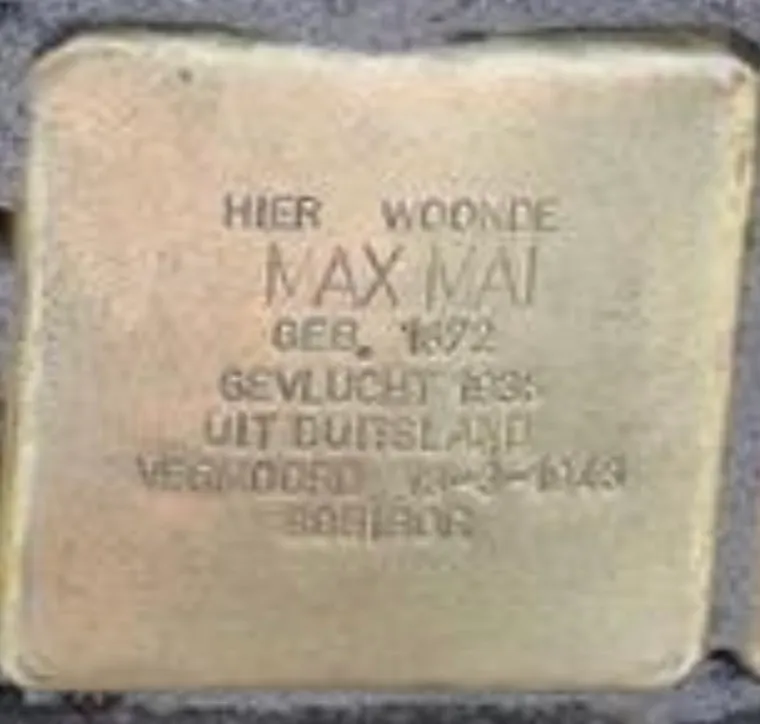 HIER WOONDE
MAX MAI
GEB. 1872
GEVLUCHT
UIT DUITSLAND
VERMOORD
SOBIBOR